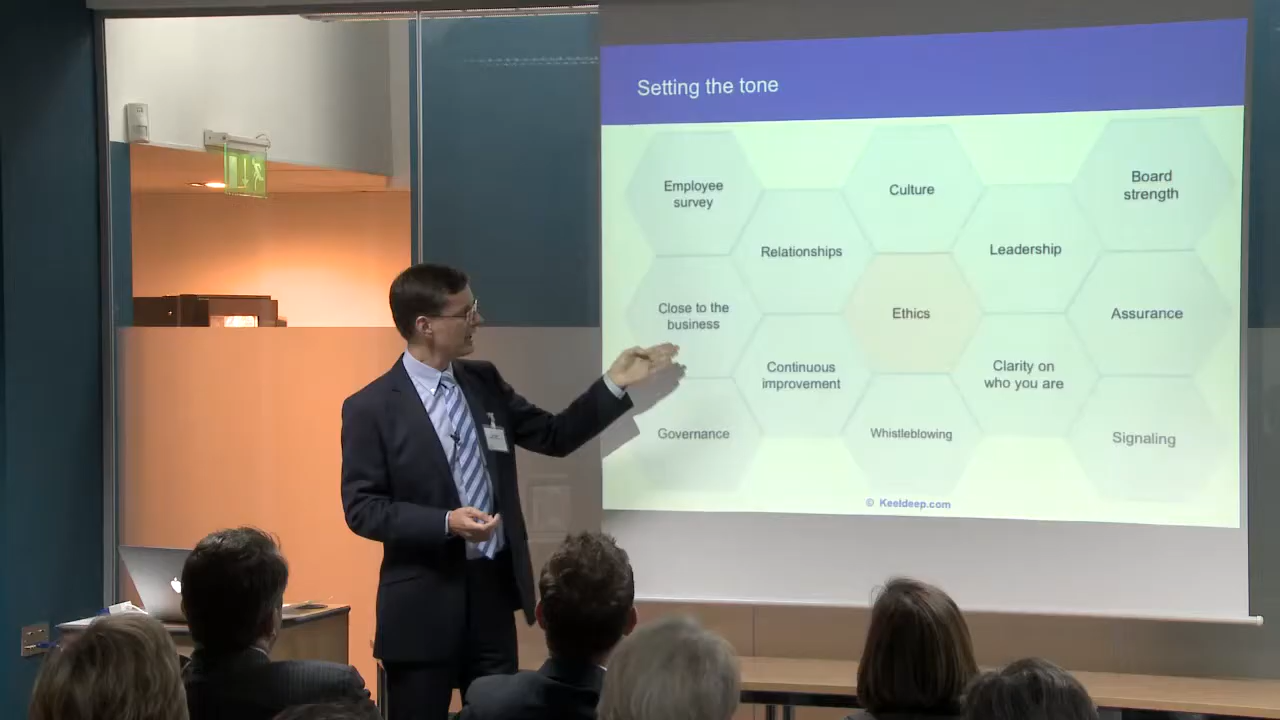 Setting the tone
Employee
survey
Culture
Board
strength
Relationships
Leadership
Close to the
business
Ethics
Assurance
Continuous
improvement
Clarity on
who you are
Governance
Whistleblowing
Signaling
© Keeldeep.com